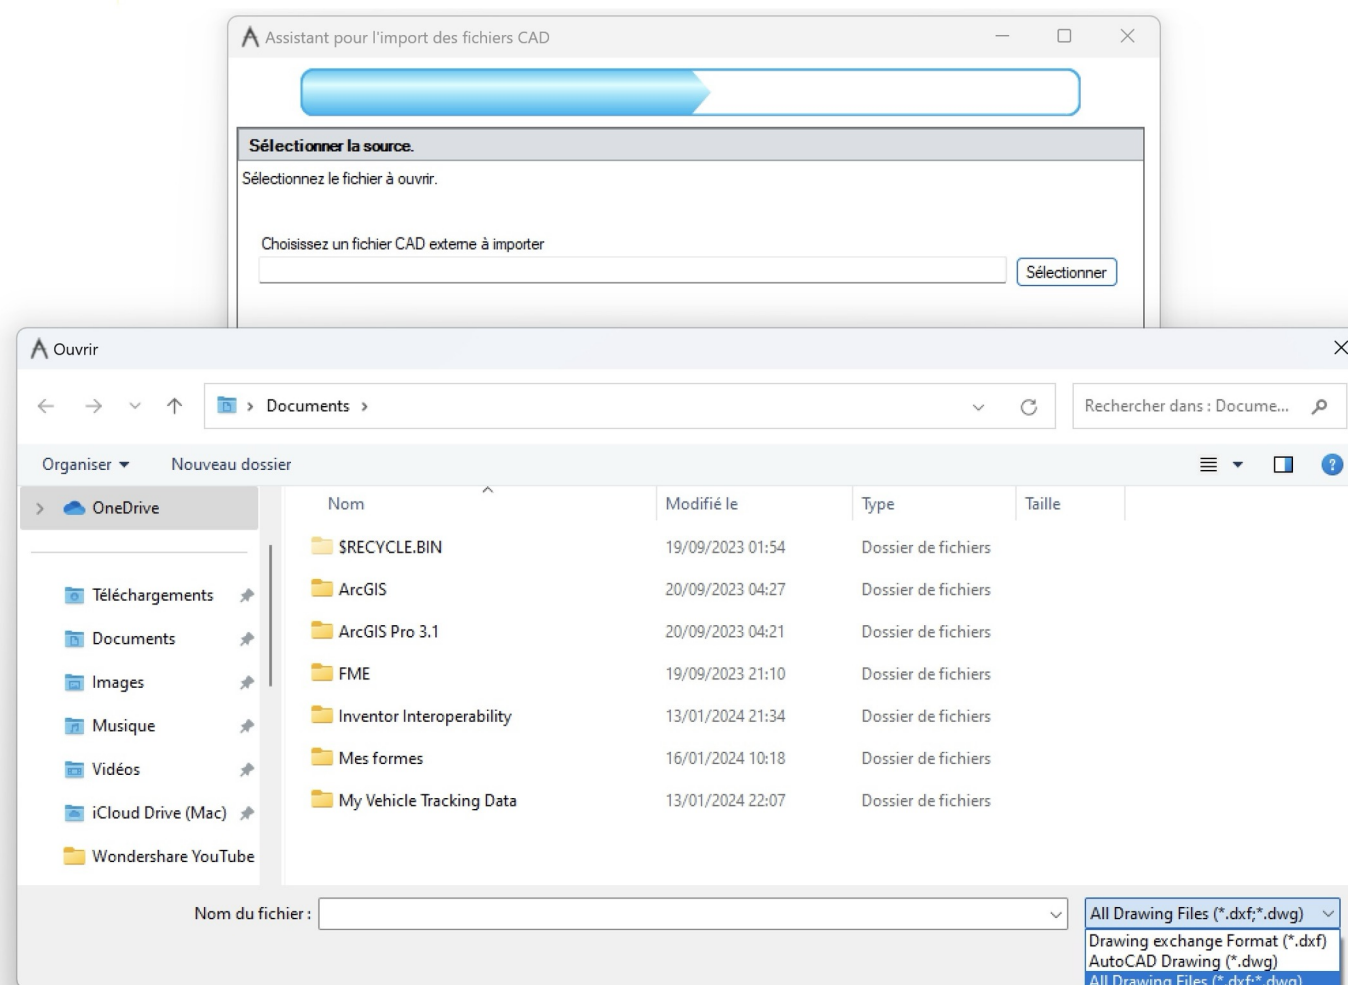 Assistant pour l'import des fichiers CAD
Sélectionner la source.
Sélectionnez le fichier à ouvrir.
Choisissez un fichier CAD externe à importer
Sélectionner
Ouvrir
Documents
Rechercher dans : Docume...
Organiser
Nouveau dossier
OneDrive
Téléchargements
Documents
Images
Musique
Vidéos
iCloud Drive (Mac)
Wondershare YouTube
Nom Modifié le Type Taille
$RECYCLE.BIN 19/09/2023 01:54 Dossier de fichiers
ArcGIS 20/09/2023 04:27 Dossier de fichiers
ArcGIS Pro 3.1 20/09/2023 04:21 Dossier de fichiers
FME 19/09/2023 21:10 Dossier de fichiers
Inventor Interoperability 13/01/2024 21:34 Dossier de fichiers
Mes formes 16/01/2024 10:18 Dossier de fichiers
My Vehicle Tracking Data 13/01/2024 22:07 Dossier de fichiers
Nom du fichier :
All Drawing Files (*.dxf;*.dwg)
Drawing exchange Format (*.dxf)
AutoCAD Drawing (*.dwg)
All Drawing Files (*.dxf;*.dwg)